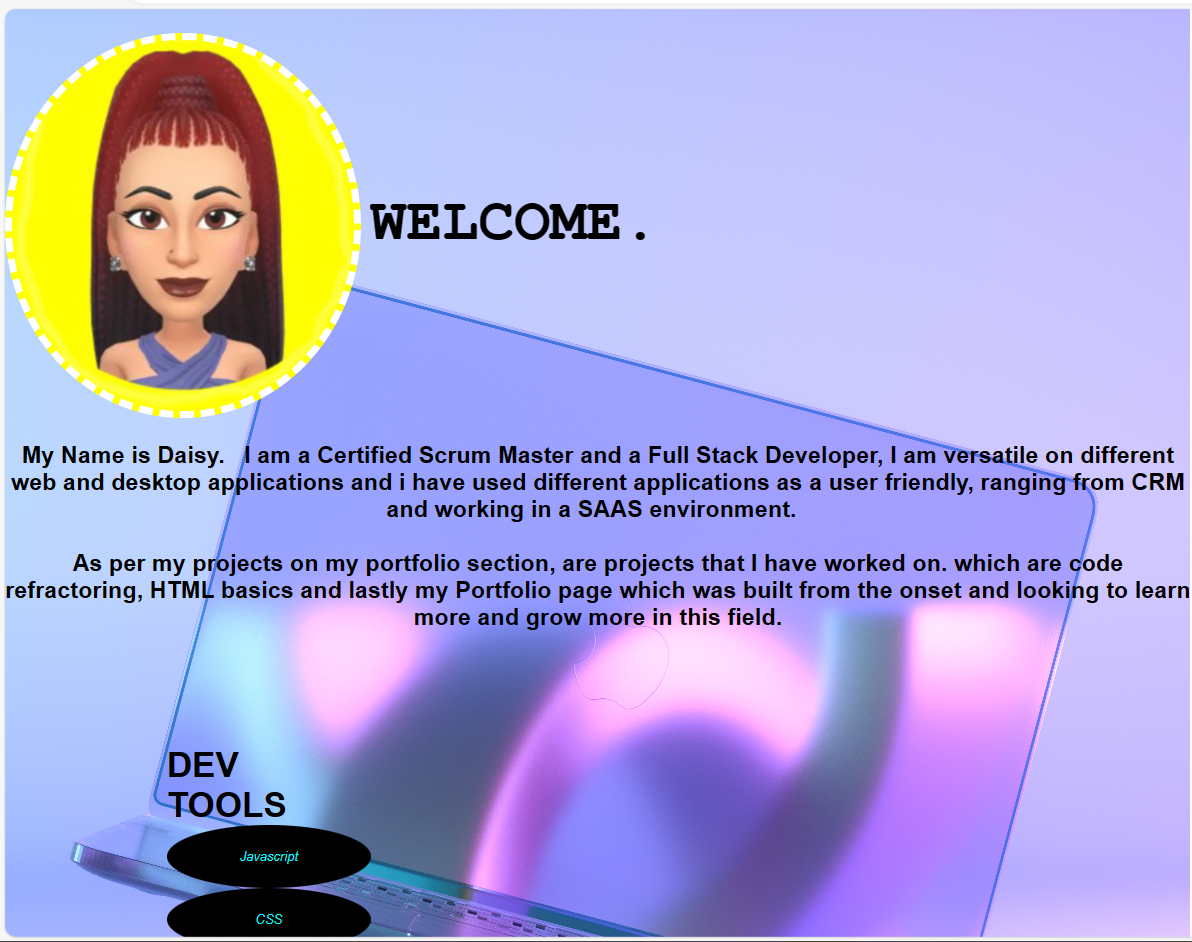 WELCOME.
My Name is Daisy.   I am a Certified Scrum Master and a Full Stack Developer, I am versatile on different
web and desktop applications and i have used different applications as a user friendly, ranging from CRM
and working in a SAAS environment.
As per my projects on my portfolio section, are projects that I have worked on. which are code
refractoring, HTML basics and lastly my Portfolio page which was built from the onset and looking to learn
more and grow more in this field.
DEV
TOOLS
Javascript
CSS